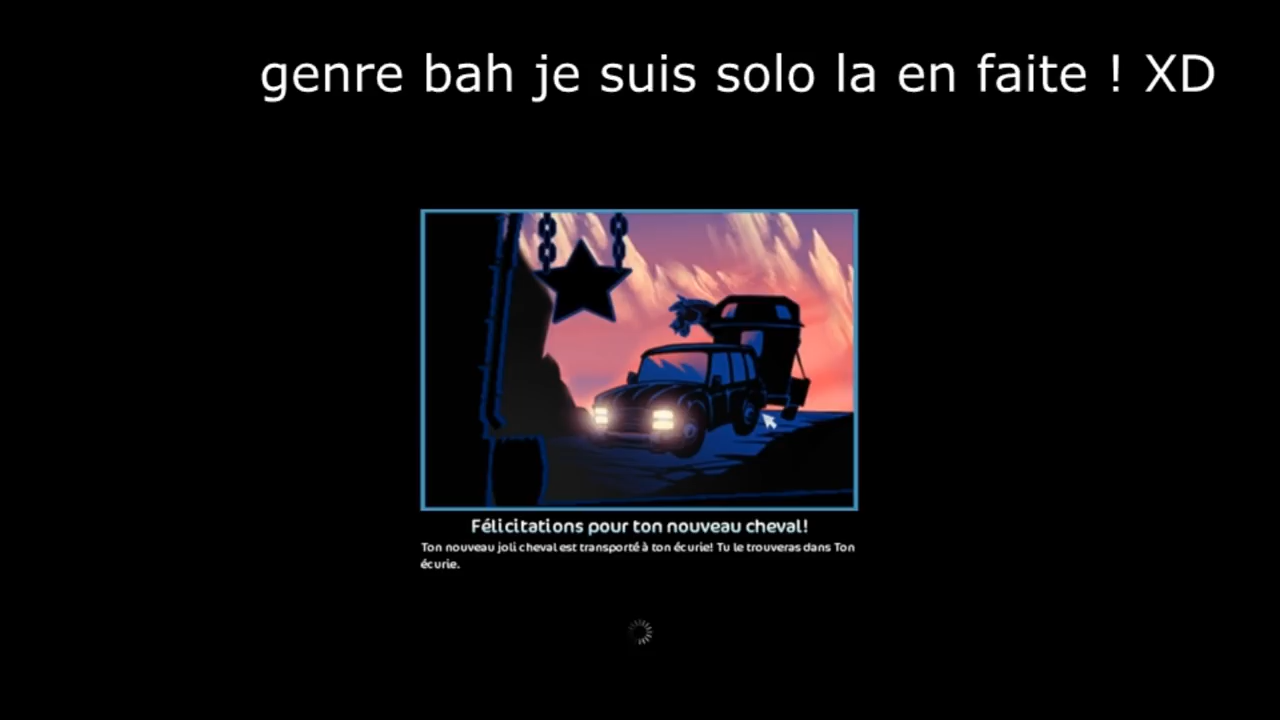 genre bah je suis solo la en faite ! XD
Félicitations pour ton nouveau cheval!
Ton nouveau joli cheval est transporté à ton écurie! Tu le trouveras dans Ton
écurie.